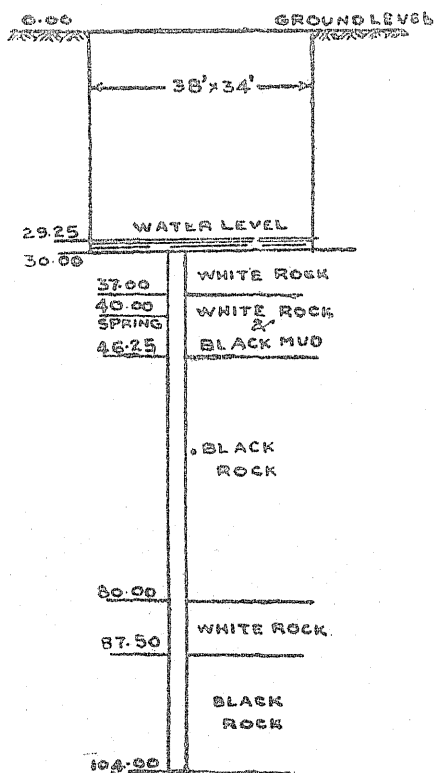 0.00 GROUND LEVEL
38'x34'
WATER LEVEL
29.25
30.00
WHITE ROCK
37.00
40.00 WHITE ROCK
SPRING &
46.25 BLACK MUD
BLACK
ROCK
80.00
WHITE ROCK
87.50
BLACK
ROCK
104.00